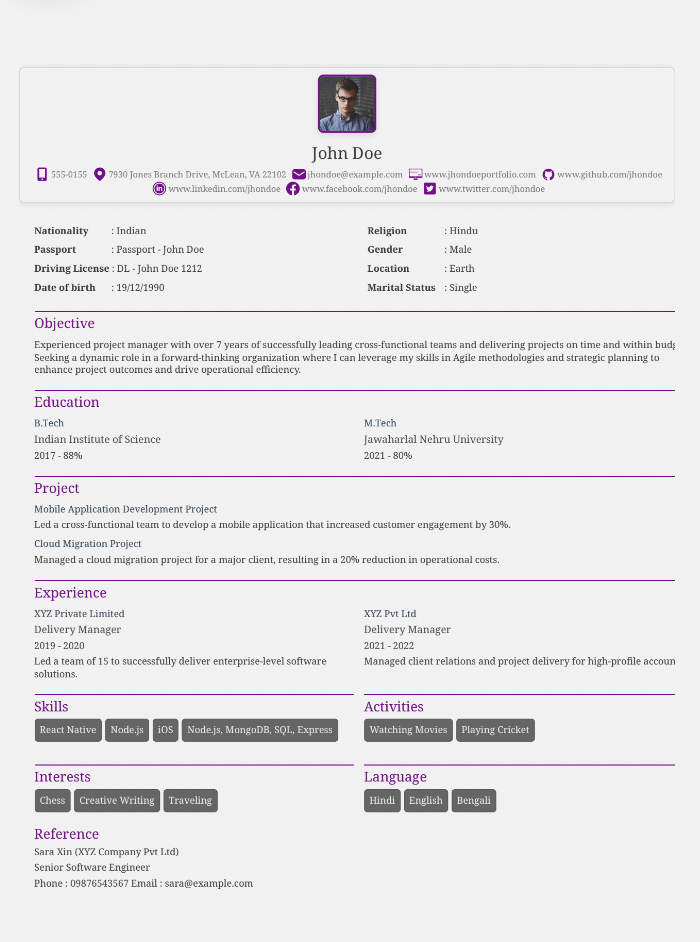 John Doe
555-0155 7930 Jones Branch Drive, McLean, VA 22102 jhondoe@example.com www.jhondoeportfolio.com www.github.com/jhondoe
www.linkedin.com/jhondoe www.facebook.com/jhondoe www.twitter.com/jhondoe
Nationality : Indian
Religion : Hindu
Passport : Passport - John Doe
Gender : Male
Driving License : DL - John Doe 1212
Location : Earth
Date of birth : 19/12/1990
Marital Status : Single
Objective
Experienced project manager with over 7 years of successfully leading cross-functional teams and delivering projects on time and within
Seeking a dynamic role in a forward-thinking organization where I can leverage my skills in Agile methodologies and strategic planning to
enhance project outcomes and drive operational efficiency.
Education
B.Tech
Indian Institute of Science
2017 - 88%
M.Tech
Jawaharlal Nehru University
2021 - 80%
Project
Mobile Application Development Project
Led a cross-functional team to develop a mobile application that increased customer engagement by 30%.
Cloud Migration Project
Managed a cloud migration project for a major client, resulting in a 20% reduction in operational costs.
Experience
XYZ Private Limited
Delivery Manager
2019 - 2020
Led a team of 15 to successfully deliver enterprise-level software
solutions.
XYZ Pvt Ltd
Delivery Manager
2021 - 2022
Managed client relations and project delivery for high-profile
Skills
React Native Node.js iOS Node.js, MongoDB, SQL, Express
Activities
Watching Movies Playing Cricket
Interests
Chess Creative Writing Traveling
Language
Hindi English Bengali
Reference
Sara Xin (XYZ Company Pvt Ltd)
Senior Software Engineer
Phone : 09876543567 Email : sara@example.com